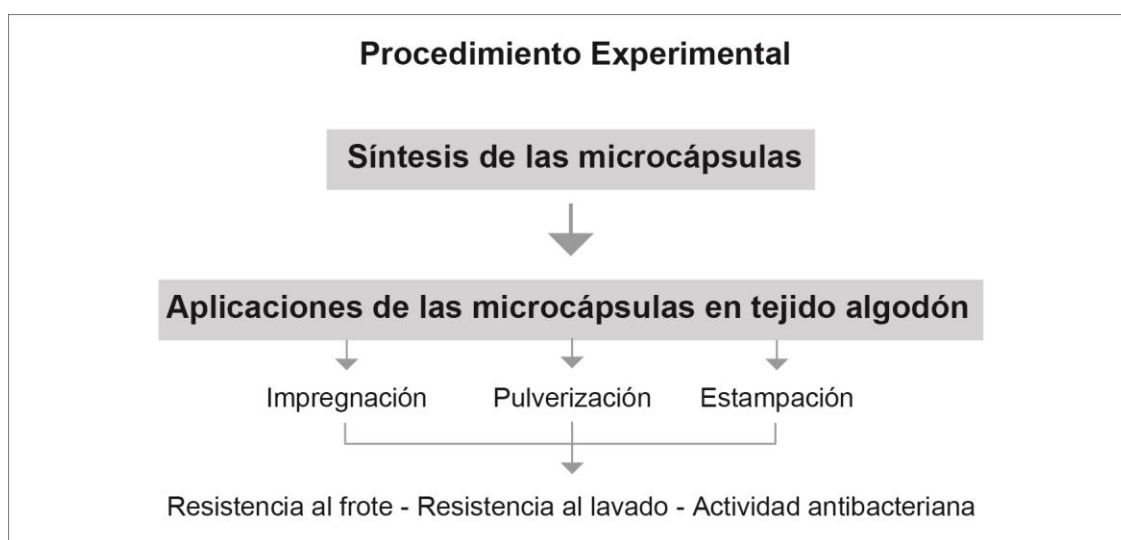 Procedimiento Experimental
Síntesis de las microcápsulas
Aplicaciones de las microcápsulas en tejido algodón
Impregnación Pulverización Estampación
Resistencia al frote - Resistencia al lavado - Actividad antibacteriana